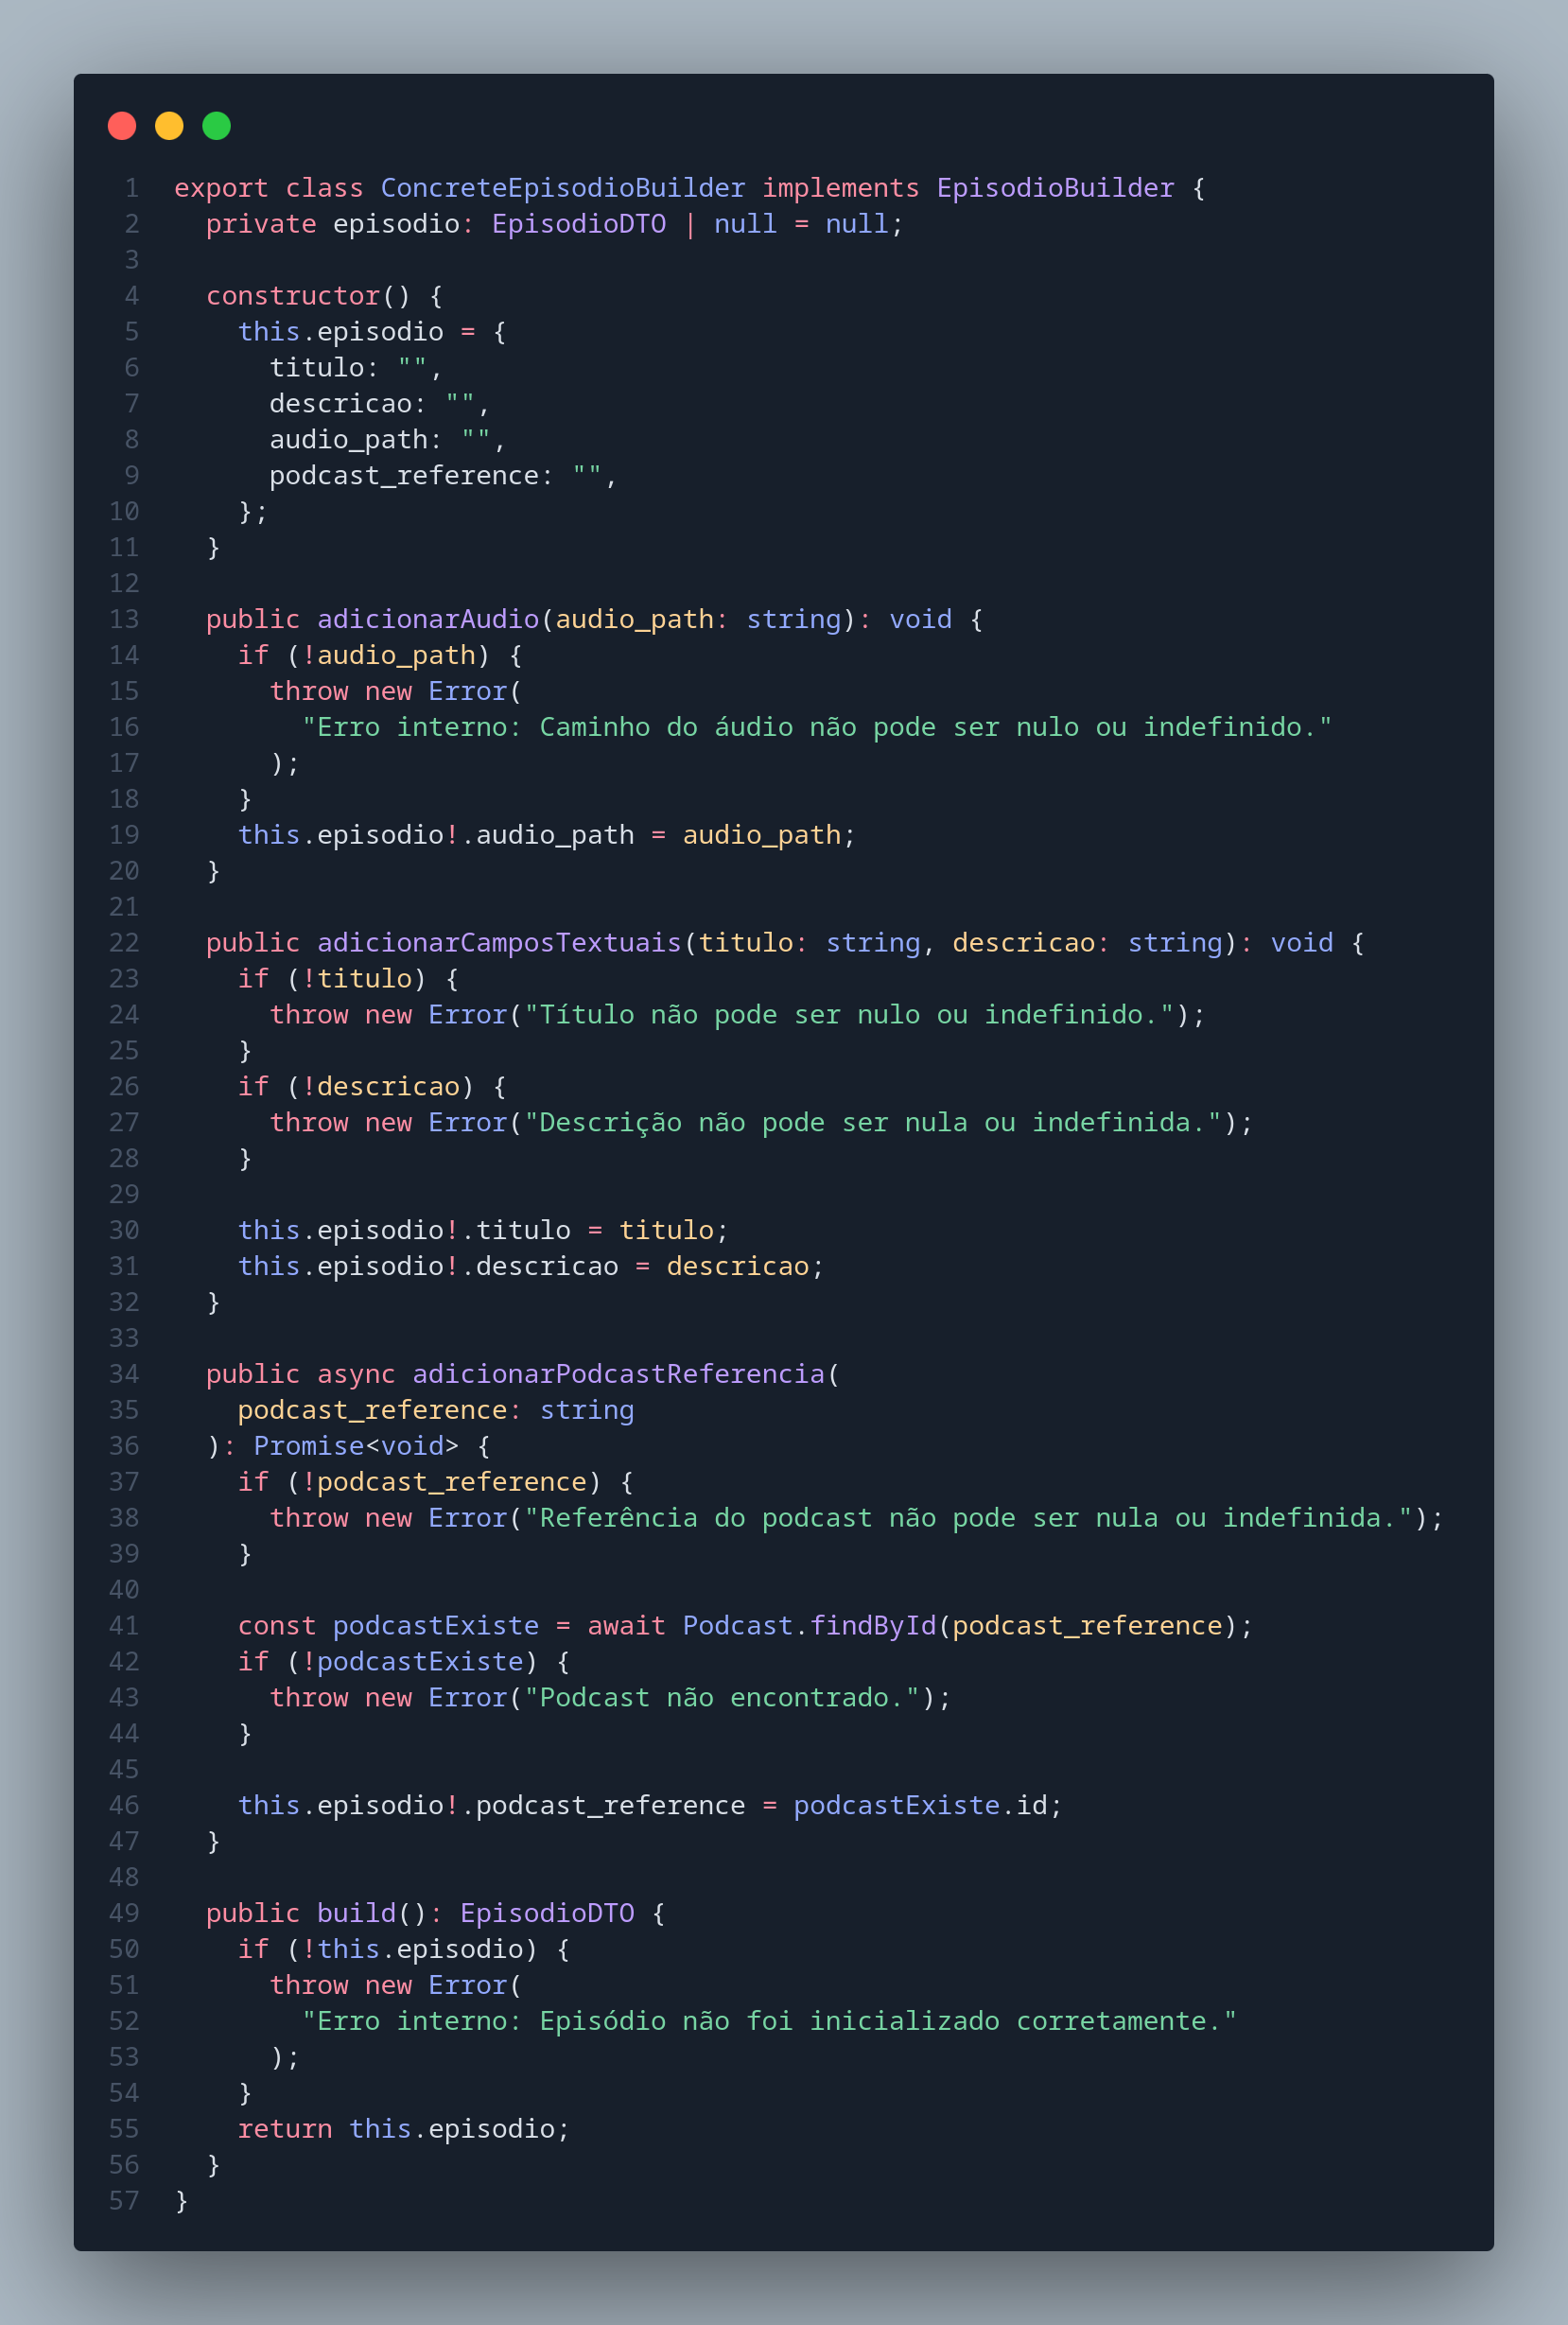 1 export class ConcreteEpisodioBuilder implements EpisodioBuilder {
2   private episodio: EpisodioDTO | null = null;
3
4   constructor() {
5     this.episodio = {
6       titulo: "",
7       descricao: "",
8       audio_path: "",
9       podcast_reference: "",
10     };
11   }
12
13   public adicionarAudio(audio_path: string): void {
14     if (!audio_path) {
15       throw new Error(
16         "Erro interno: Caminho do áudio não pode ser nulo ou indefinido."
17       );
18     }
19     this.episodio!.audio_path = audio_path;
20   }
21
22   public adicionarCamposTextuais(titulo: string, descricao: string): void {
23     if (!titulo) {
24       throw new Error("Título não pode ser nulo ou indefinido.");
25     }
26     if (!descricao) {
27       throw new Error("Descrição não pode ser nula ou indefinida.");
28     }
29
30     this.episodio!.titulo = titulo;
31     this.episodio!.descricao = descricao;
32   }
33
34   public async adicionarPodcastReferencia(
35     podcast_reference: string
36   ): Promise<void> {
37     if (!podcast_reference) {
38       throw new Error("Referência do podcast não pode ser nula ou indefinida.");
39     }
40
41     const podcastExiste = await Podcast.findById(podcast_reference);
42     if (!podcastExiste) {
43       throw new Error("Podcast não encontrado.");
44     }
45
46     this.episodio!.podcast_reference = podcastExiste.id;
47   }
48
49   public build(): EpisodioDTO {
50     if (!this.episodio) {
51       throw new Error(
52         "Erro interno: Episódio não foi inicializado corretamente."
53       );
54     }
55     return this.episodio;
56   }
57 }